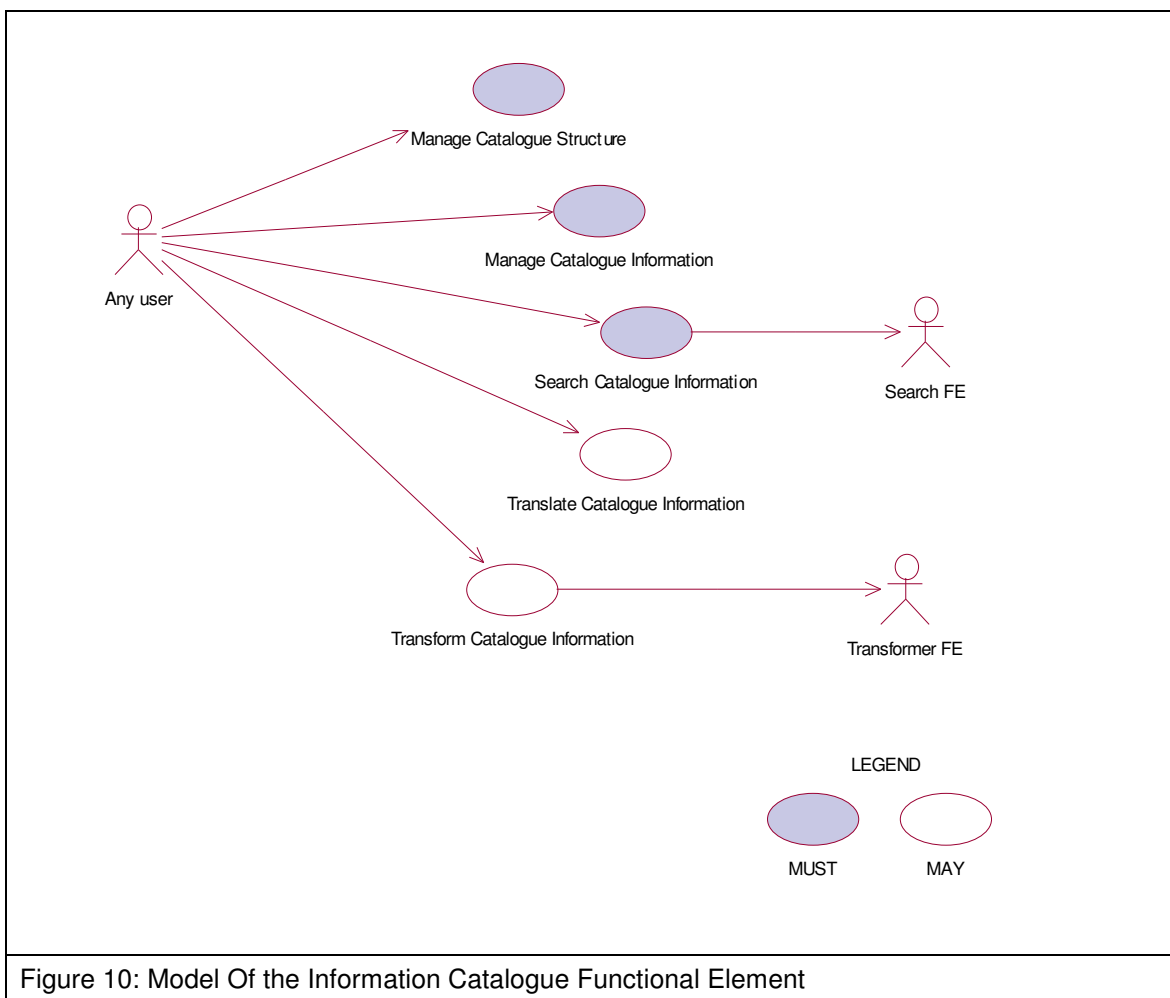 Manage Catalogue Structure
Manage Catalogue Information
Any user
Search Catalogue Information
Search FE
Translate Catalogue Information
Transform Catalogue Information
Transformer FE
LEGEND
MUST
MAY
Figure 10: Model Of the Information Catalogue Functional Element